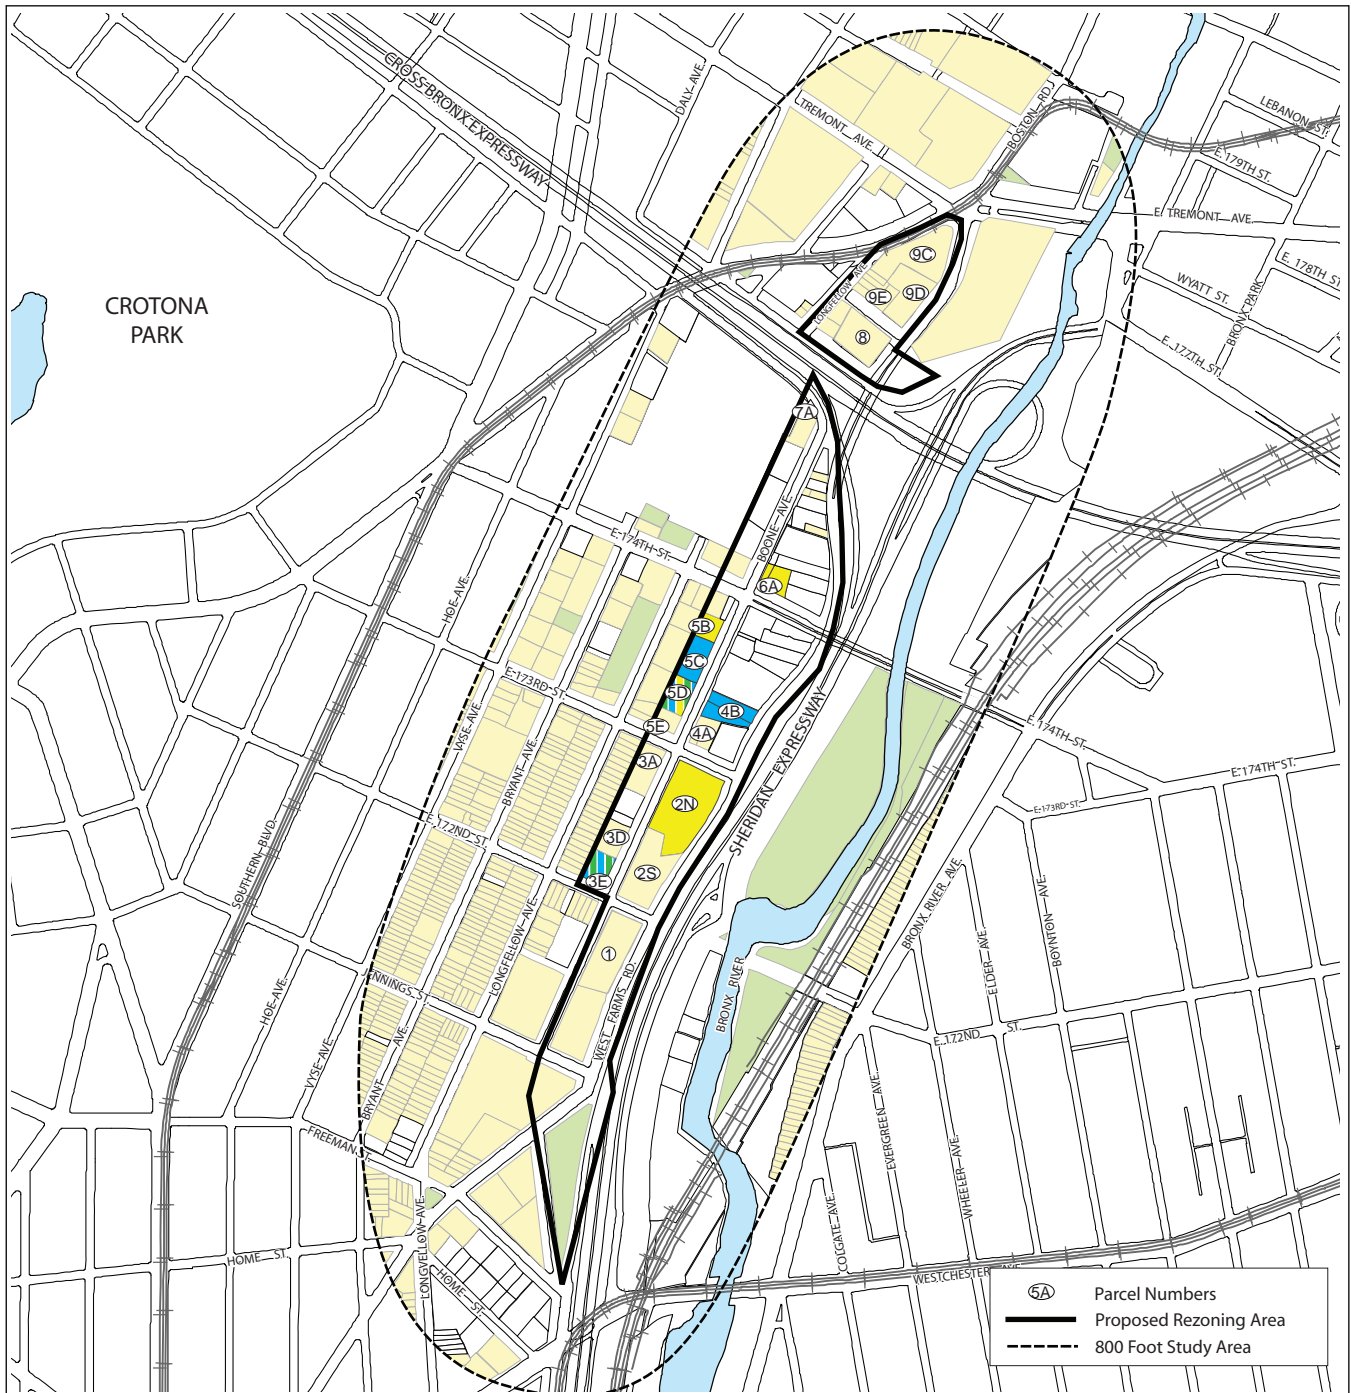 CROSS BRONX EXPRESSWAY
DALY AVE.
TREMONT AVE.
BOSTON RD.
LEBANON ST.
E. 179TH ST.
E. TREMONT AVE.
E. 178TH ST.
WYATT ST.
BRONX PARK
E. 177TH ST.
CROTONA
PARK
LONGFELLOW AVE.
9C
9D
9E
8
7A
BOONE AVE.
E. 174TH ST.
HOE AVE.
6A
5B
5C
5D
4B
5E
4A
E. 173RD ST.
VYSE AVE.
BRYANT AVE.
3A
2N
SHERIDAN EXPRESSWAY
E. 174TH ST.
E. 174TH ST.
E. 173RD ST.
E. 172ND ST.
3D
3E
2S
SOUTHERN BLVD
BRONX RIVER AVE.
ELDER AVE.
BOYNTON AVE.
LONGFELLOW AVE.
1
WEST FARMS RD.
BRONX RIVER
JENNINGS ST.
HOE AVE.
VYSE AVE.
BRYANT AVE.
E. 172ND ST.
FREEMAN ST.
EVERGREEN AVE.
WHEELER AVE.
COLGATE AVE.
LONGVELLOW AVE.
HOME ST.
HOME ST.
WESTCHESTER AVE
5A Parcel Numbers
Proposed Rezoning Area
800 Foot Study Area